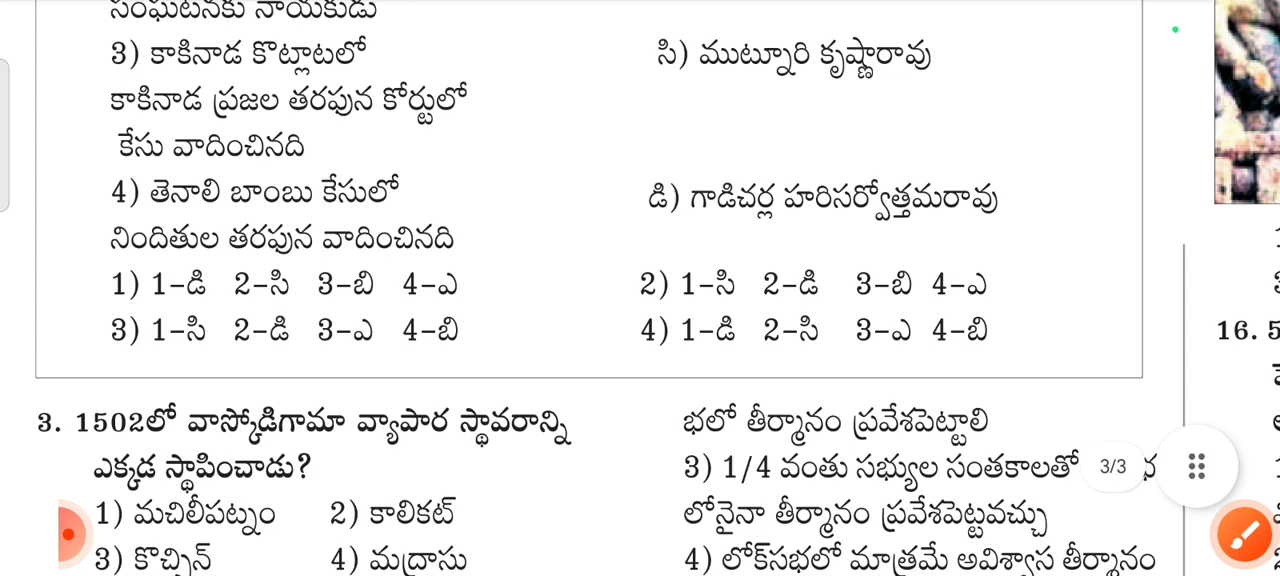 సంఘటనకు నాయకుడు
3) కాకినాడ కొట్లాటలో
సి) ముట్నూరి కృష్ణారావు
కాకినాడ ప్రజల తరఫున కోర్టులో
కేసు వాదించినది
4) తెనాలి బాంబు కేసులో
డి) గాడిచర్ల హరిసర్వోత్తమరావు
నిందితుల తరఫున వాదించినది
1) 1-డి 2-సి 3-బి 4-ఎ
2) 1-సి 2-డి 3-బి 4-ఎ
3) 1-సి 2-డి 3-ఎ 4-బి
4) 1-డి 2-సి 3-ఎ 4-బి
3. 1502లో వాస్కోడిగామా వ్యాపార స్థావరాన్ని
ఎక్కడ స్థాపించాడు?
1) మచిలీపట్నం 2) కాలికట్
3) కొచ్చిన్ 4) మద్రాసు
భలో తీర్మానం ప్రవేశపెట్టాలి
3) 1/4 వంతు సభ్యుల సంతకాలతో
లోనైనా తీర్మానం ప్రవేశపెట్టవచ్చు
4) లోక్‌సభలో మాత్రమే అవిశ్వాస తీర్మానం
3/3
16. 5